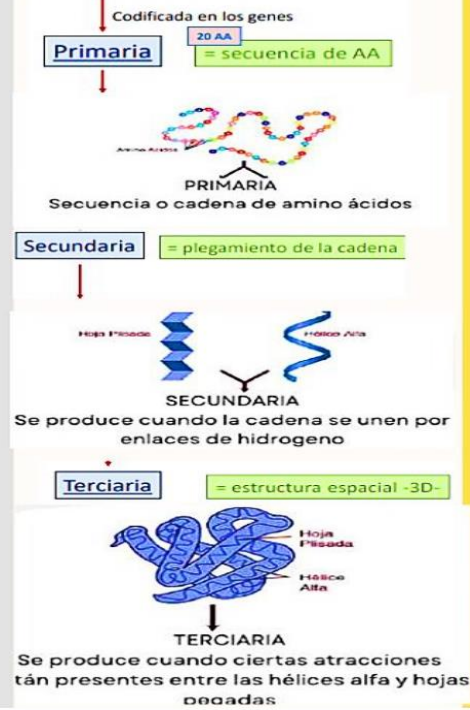 Codificada en los genes
20 AA
Primaria
= secuencia de AA
Amino Acidos
PRIMARIA
Secuencia o cadena de amino ácidos
Secundaria
= plegamiento de la cadena
Hoja Plisada
Hélice Alfa
SECUNDARIA
Se produce cuando la cadena se unen por
enlaces de hidrogeno
Terciaria
= estructura espacial -3D-
Hoja
Plisada
Hélice
Alfa
TERCIARIA
Se produce cuando ciertas atracciones
tán presentes entre las hélices alfa y hojas
pegadas